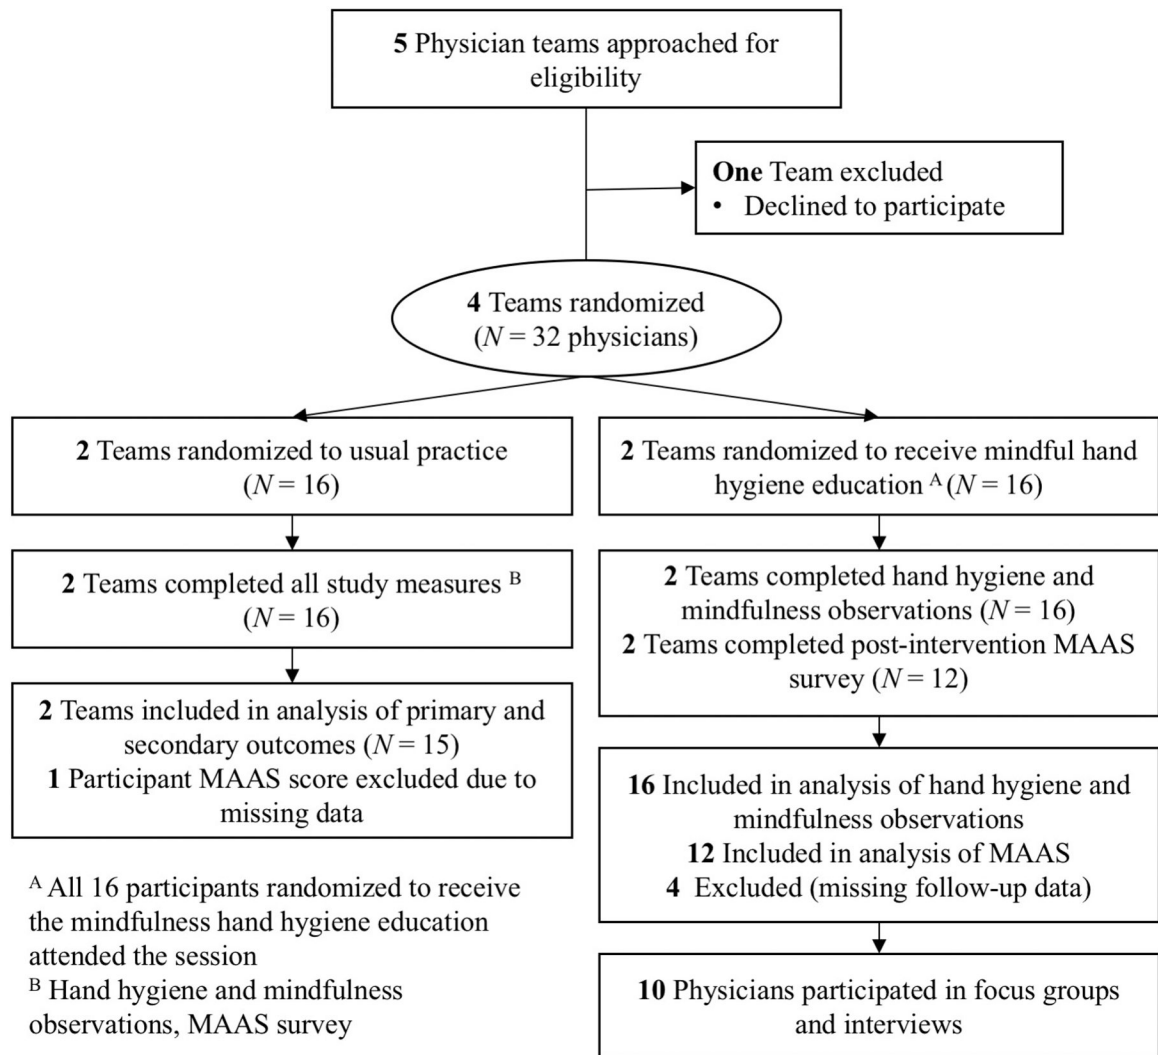 5 Physician teams approached for
eligibility
One Team excluded
• Declined to participate
4 Teams randomized
(N = 32 physicians)
2 Teams randomized to usual practice
(N = 16)
2 Teams randomized to receive mindful hand
hygiene education A (N = 16)
2 Teams completed all study measures B
(N = 16)
2 Teams completed hand hygiene and
mindfulness observations (N = 16)
2 Teams completed post-intervention MAAS
survey (N = 12)
2 Teams included in analysis of primary and
secondary outcomes (N = 15)
1 Participant MAAS score excluded due to
missing data
16 Included in analysis of hand hygiene and
mindfulness observations
12 Included in analysis of MAAS
4 Excluded (missing follow-up data)
A All 16 participants randomized to receive
the mindfulness hand hygiene education
attended the session
B Hand hygiene and mindfulness
observations, MAAS survey
10 Physicians participated in focus groups
and interviews